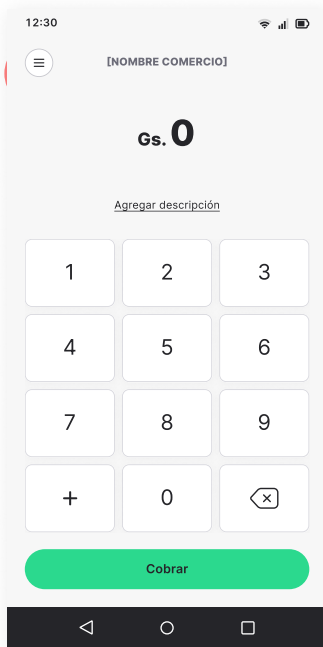 12:30
[NOMBRE COMERCIO]
Gs. 0
Agregar descripción
1 2 3
4 5 6
7 8 9
+ 0
Cobrar